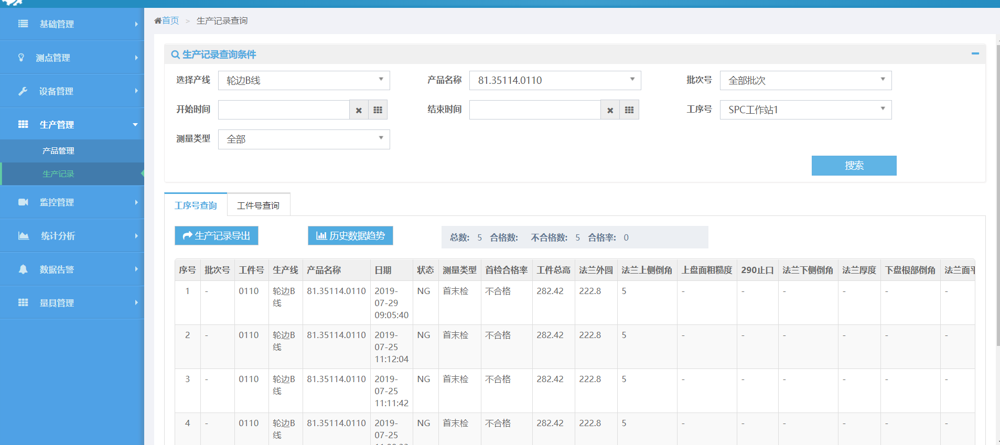 基础管理
测点管理
设备管理
生产管理
产品管理
生产记录
监控管理
统计分析
数据告警
量具管理
首页 > 生产记录查询
生产记录查询条件
选择产线 轮边B线 产品名称 81.35114.0110 批次号 全部批次
开始时间 结束时间 工序号 SPC工作站1
测量类型 全部
搜索
工序号查询 工件号查询
生产记录导出 历史数据趋势 总数: 5 合格数: 不合格数: 5 合格率: 0
序号 批次号 工件号 生产线 产品名称 日期 状态 测量类型 首检合格率 工件总高 法兰外圆 法兰上侧倒角 上盘面粗糙度 290止口 法兰下侧倒角 法兰厚度 下盘根部倒角 法兰面
1 - 0110 轮边B 81.35114.0110 2019- NG 首末检 不合格 282.42 222.8 5 - - - - - -
线 07-29
09:05:40
2 - 0110 轮边B 81.35114.0110 2019- NG 首末检 不合格 282.42 222.8 5 - - - - - -
线 07-25
11:12:04
3 - 0110 轮边B 81.35114.0110 2019- NG 首末检 不合格 282.42 222.8 5 - - - - - -
线 07-25
11:11:42
4 - 0110 轮边B 81.35114.0110 2019- NG 首末检 不合格 282.42 222.8 5 - - - - - -
线 07-25